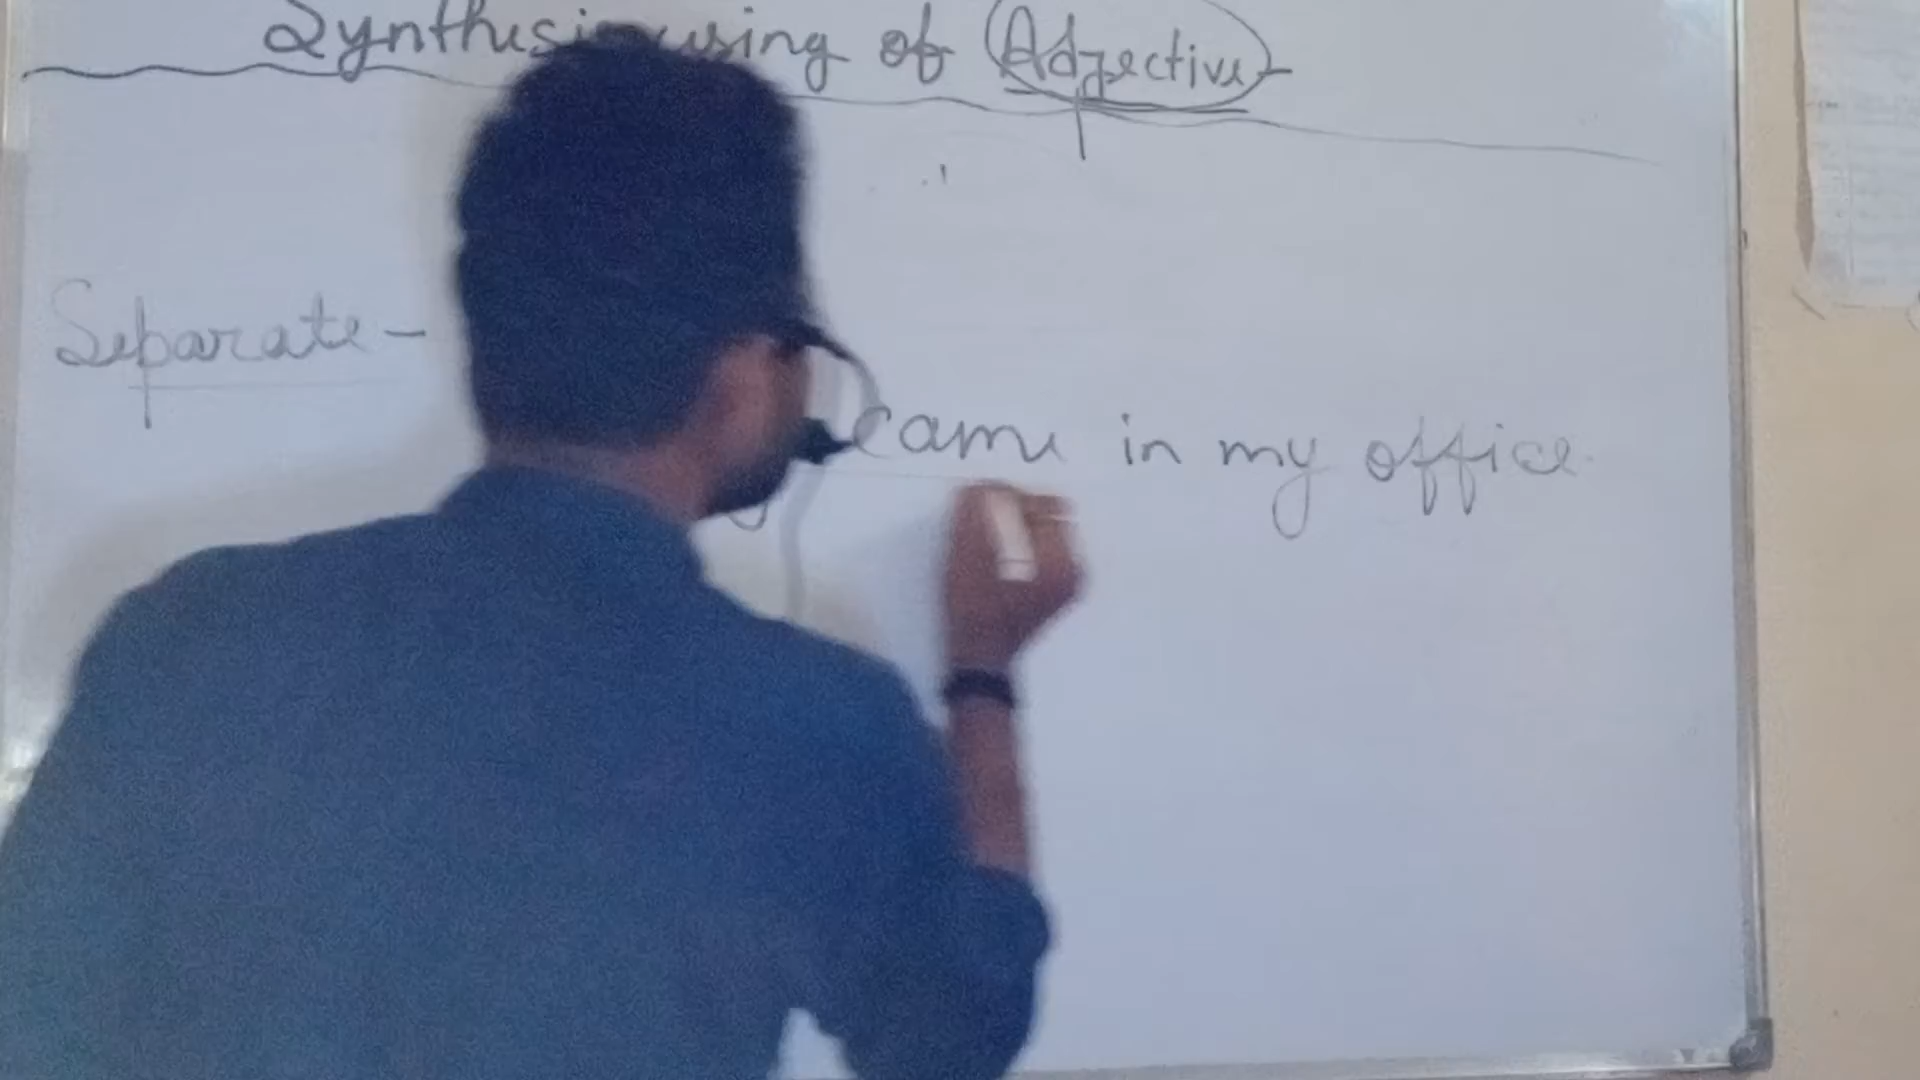 Synthesis using of Adjective-
Separate-
came in my office.